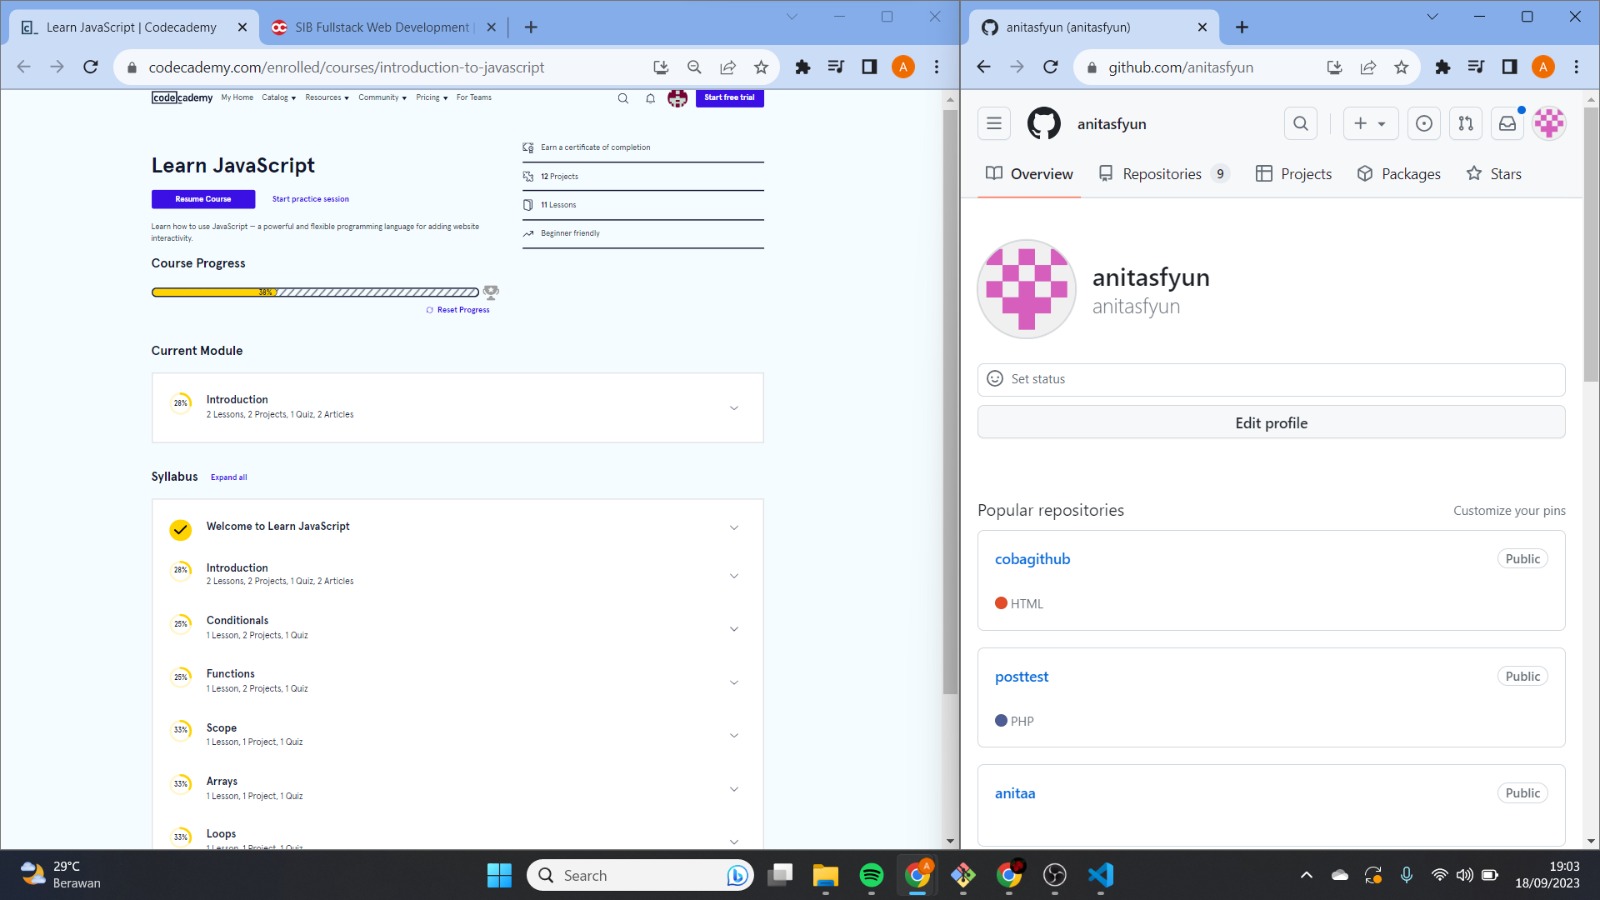 Learn JavaScript | Codecademy
SIB Fullstack Web Development
codecademy.com/enrolled/courses/introduction-to-javascript
A
codecademy My Home Catalog Resources Community Pricing For Teams Start free trial
Learn JavaScript
Resume Course Start practice session
Learn how to use JavaScript — a powerful and flexible programming language for adding website
interactivity.
Earn a certificate of completion
12 Projects
11 Lessons
Beginner friendly
Course Progress
38%
Reset Progress
Current Module
28%
Introduction
2 Lessons, 2 Projects, 1 Quiz, 2 Articles
Syllabus Expand all
Welcome to Learn JavaScript
28%
Introduction
2 Lessons, 2 Projects, 1 Quiz, 2 Articles
25%
Conditionals
1 Lesson, 2 Projects, 1 Quiz
25%
Functions
1 Lesson, 2 Projects, 1 Quiz
33%
Scope
1 Lesson, 1 Project, 1 Quiz
33%
Arrays
1 Lesson, 1 Project, 1 Quiz
33%
Loops
1 Lesson, 1 Project, 1 Quiz
anitasfyun (anitasfyun)
github.com/anitasfyun
A
anitasfyun
Overview Repositories 9 Projects Packages Stars
anitasfyun
anitasfyun
Set status
Edit profile
Popular repositories Customize your pins
cobagithub Public
HTML
posttest Public
PHP
anitaa Public
29°C
Berawan
Search
A
19:03
18/09/2023